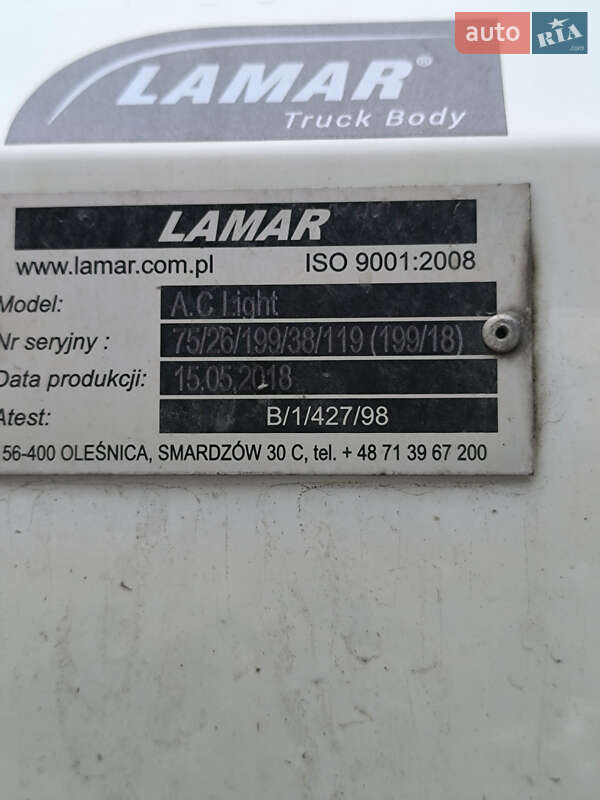 auto RIA.com
LAMAR®
Truck Body
LAMAR
www.lamar.com.pl ISO 9001:2008
Model: A.C Light
Nr seryjny : 75/26/199/38/119 (199/18)
Data produkcji: 15.05.2018
Atest: B/1/427/98
56-400 OLEŚNICA, SMARDZÓW 30 C, tel. + 48 71 39 67 200